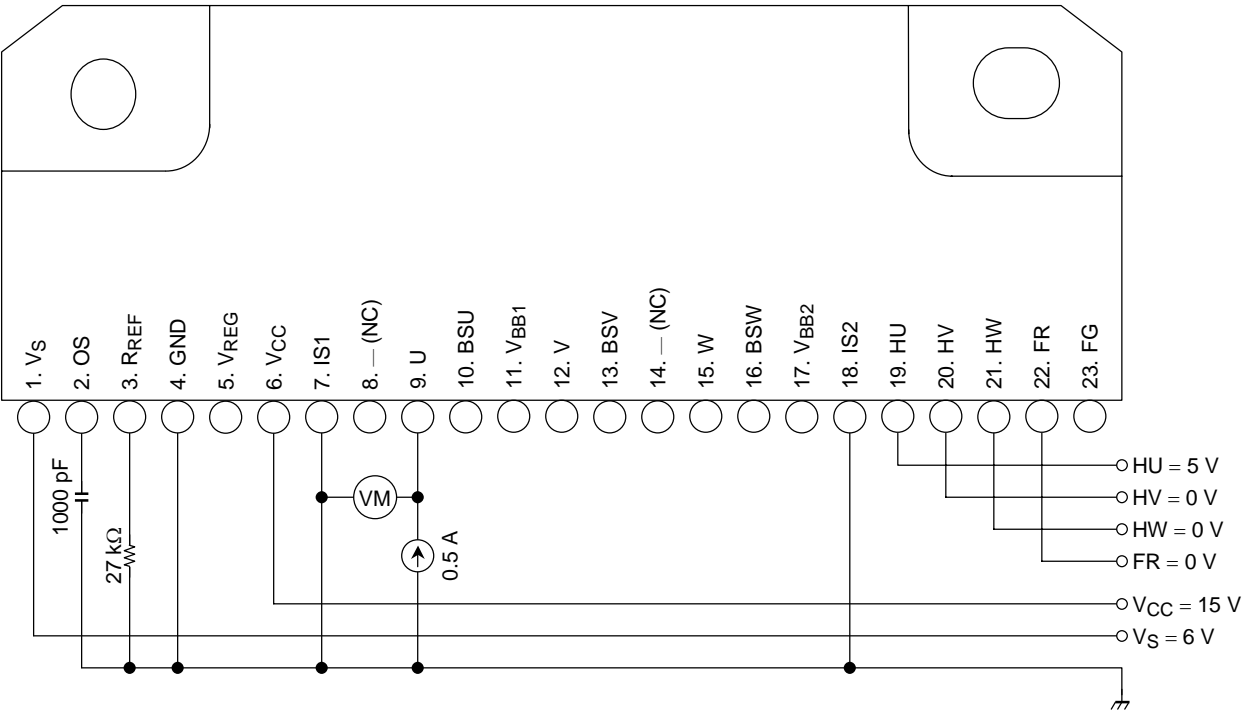 1. VS
2. OS
3. RREF
4. GND
5. VREG
6. VCC
7. IS1
8. — (NC)
9. U
10. BSU
11. VBB1
12. V
13. BSV
14. — (NC)
15. W
16. BSW
17. VBB2
18. IS2
19. HU
20. HV
21. HW
22. FR
23. FG
1000 pF
27 kΩ
VM
0.5 A
HU = 5 V
HV = 0 V
HW = 0 V
FR = 0 V
VCC = 15 V
VS = 6 V